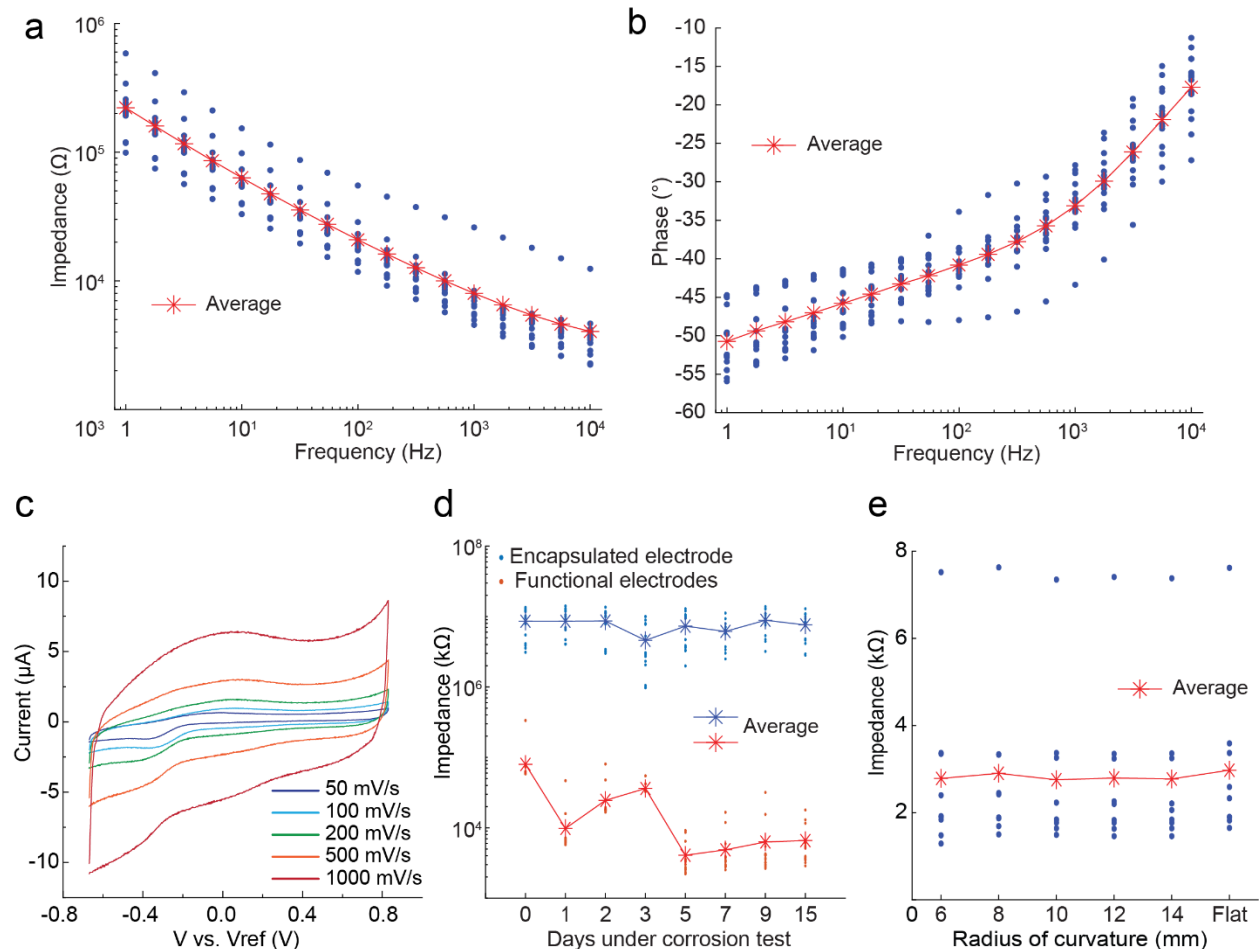 a
10⁶
10⁵
10⁴
10³
Impedance (Ω)
Average
1
10¹
10²
10³
10⁴
Frequency (Hz)
b
-10
-15
-20
-25
-30
-35
-40
-45
-50
-55
-60
Phase (°)
Average
1
10¹
10²
10³
10⁴
Frequency (Hz)
c
10
5
0
-5
-10
Current (μA)
50 mV/s
100 mV/s
200 mV/s
500 mV/s
1000 mV/s
-0.8
-0.4
0.0
0.4
0.8
V vs. Vref (V)
d
10⁸
10⁶
10⁴
Impedance (kΩ)
Encapsulated electrode
Functional electrodes
Average
0 1 2 3 5 7 9 15
Days under corrosion test
e
8
6
4
2
0
Impedance (kΩ)
Average
6 8 10 12 14 Flat
Radius of curvature (mm)